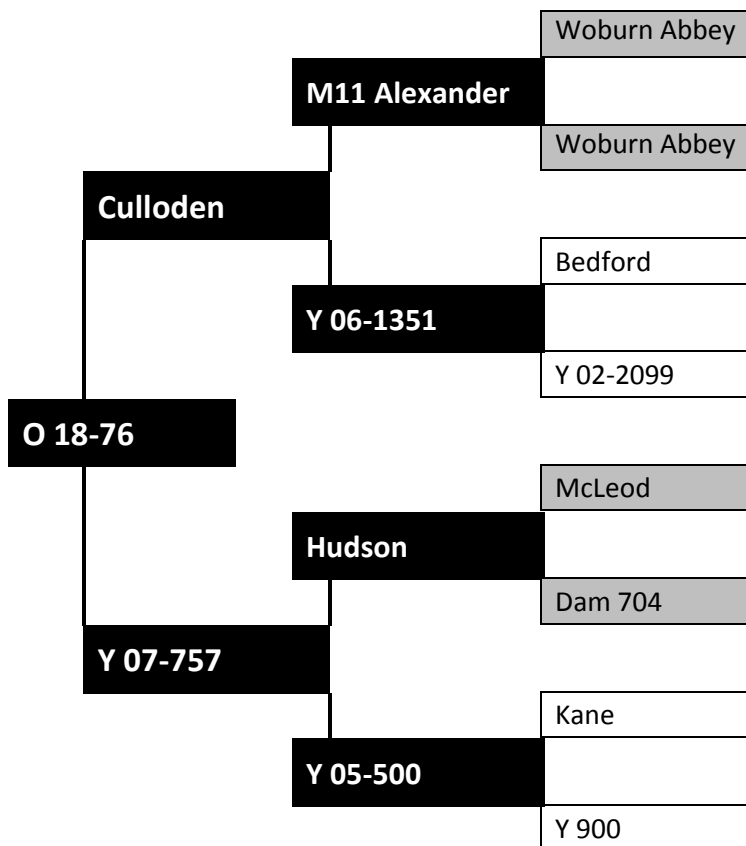 Woburn Abbey
M11 Alexander
Woburn Abbey
Culloden
Bedford
Y 06-1351
Y 02-2099
O 18-76
McLeod
Hudson
Dam 704
Y 07-757
Kane
Y 05-500
Y 900